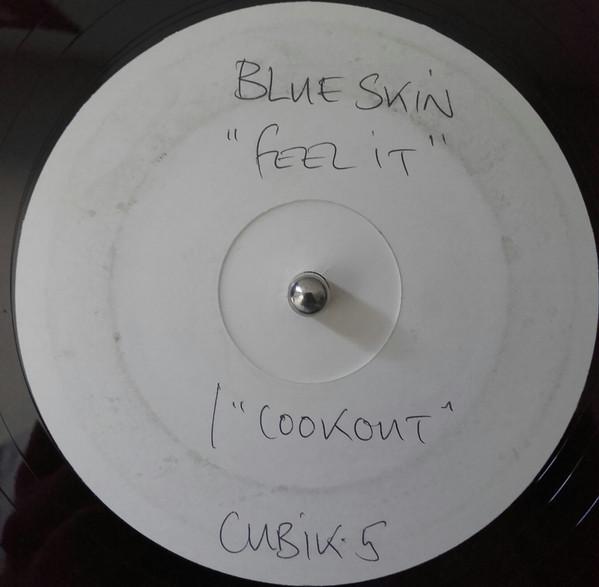 BLUE SKiN
"FEEL iT"
/"COOKOUT"
CUBiK·5